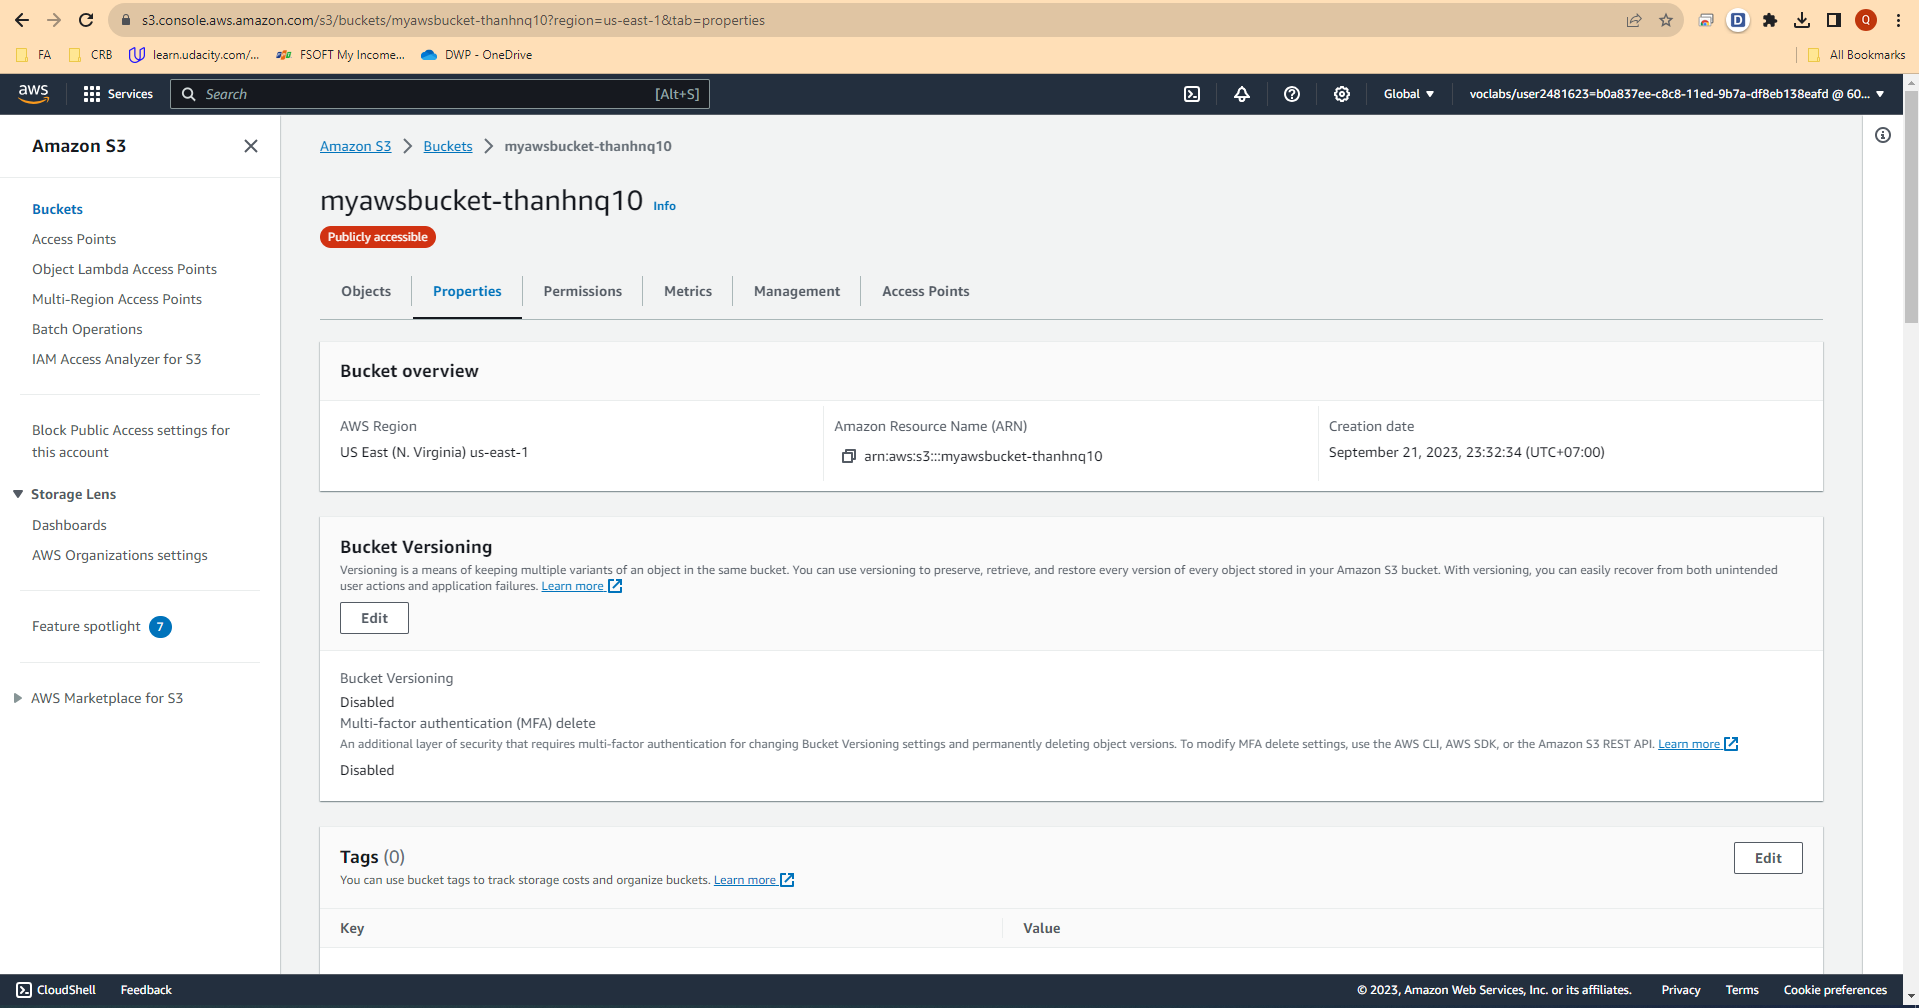 s3.console.aws.amazon.com/s3/buckets/myawsbucket-thanhnq10?region=us-east-1&tab=properties
D
Q
FA
CRB
learn.udacity.com/...
FSOFT My Income...
DWP - OneDrive
All Bookmarks
aws
Services
Search
[Alt+S]
Global
voclabs/user2481623=b0a837ee-c8c8-11ed-9b7a-df8eb138eafd @ 60...
Amazon S3
Buckets
Access Points
Object Lambda Access Points
Multi-Region Access Points
Batch Operations
IAM Access Analyzer for S3
Block Public Access settings for
this account
Storage Lens
Dashboards
AWS Organizations settings
Feature spotlight 7
AWS Marketplace for S3
Amazon S3 > Buckets > myawsbucket-thanhnq10
myawsbucket-thanhnq10 Info
Publicly accessible
Objects
Properties
Permissions
Metrics
Management
Access Points
Bucket overview
AWS Region
US East (N. Virginia) us-east-1
Amazon Resource Name (ARN)
arn:aws:s3:::myawsbucket-thanhnq10
Creation date
September 21, 2023, 23:32:34 (UTC+07:00)
Bucket Versioning
Versioning is a means of keeping multiple variants of an object in the same bucket. You can use versioning to preserve, retrieve, and restore every version of every object stored in your Amazon S3 bucket. With versioning, you can easily recover from both unintended
user actions and application failures. Learn more
Edit
Bucket Versioning
Disabled
Multi-factor authentication (MFA) delete
An additional layer of security that requires multi-factor authentication for changing Bucket Versioning settings and permanently deleting object versions. To modify MFA delete settings, use the AWS CLI, AWS SDK, or the Amazon S3 REST API. Learn more
Disabled
Tags (0)
You can use bucket tags to track storage costs and organize buckets. Learn more
Edit
Key
Value
CloudShell
Feedback
© 2023, Amazon Web Services, Inc. or its affiliates.
Privacy
Terms
Cookie preferences